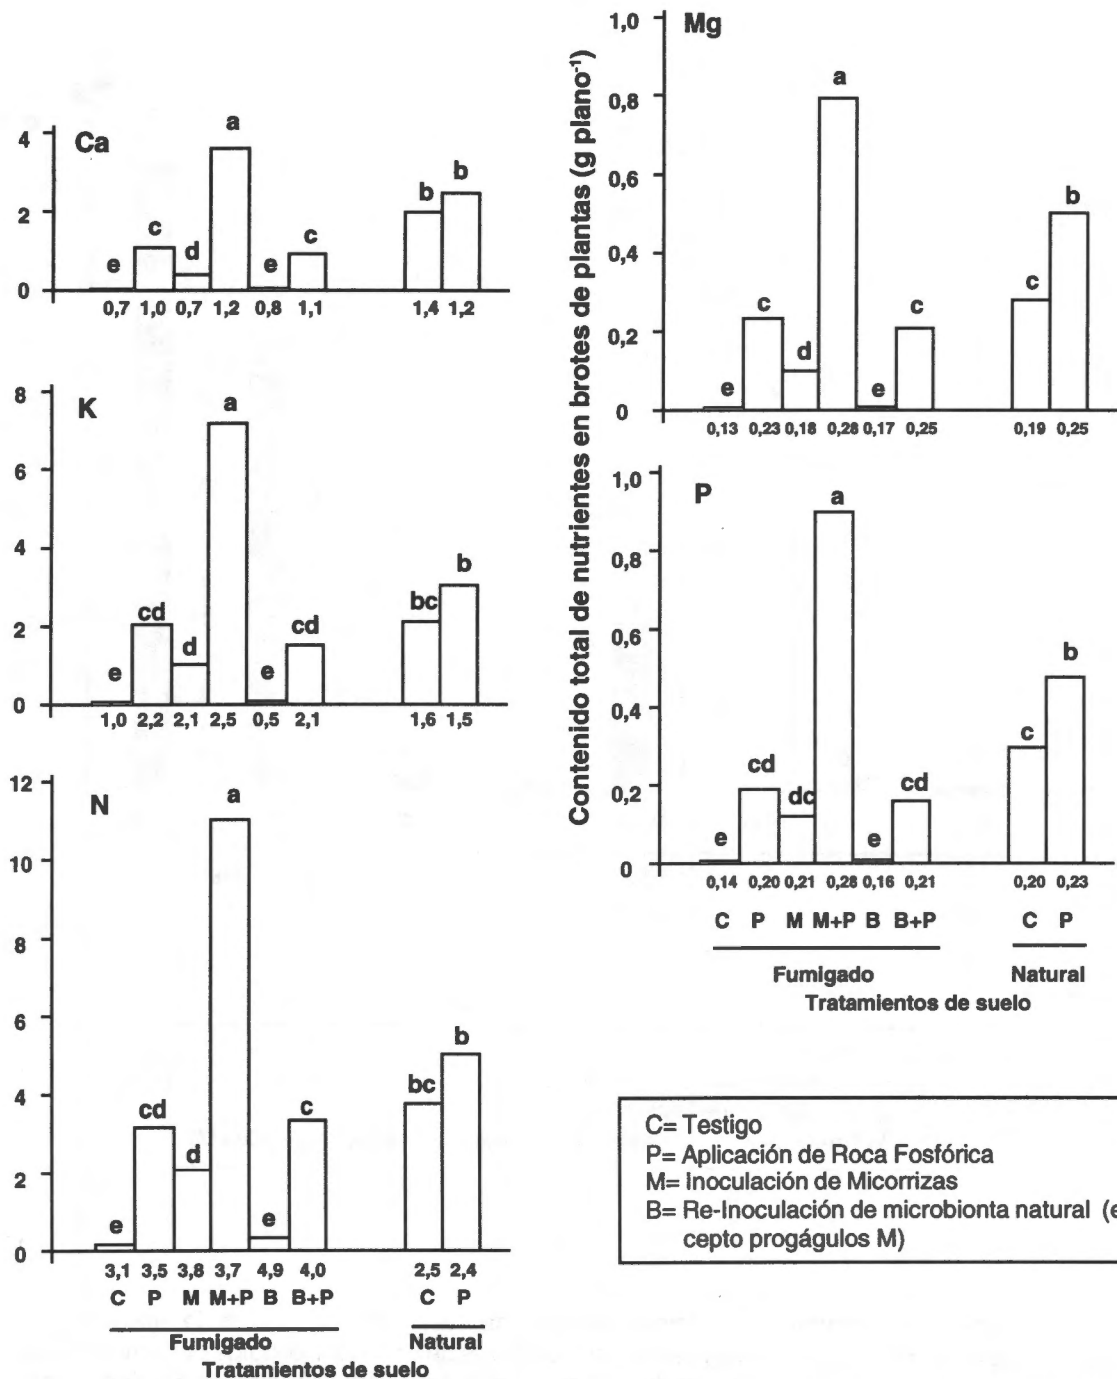 Ca
4
2
0
e
c
d
a
e
c
b
b
0,7 1,0 0,7 1,2 0,8 1,1 1,4 1,2
K
8
6
4
2
0
e
cd
d
a
e
cd
bc
b
1,0 2,2 2,1 2,5 0,5 2,1 1,6 1,5
N
12
10
8
6
4
2
0
e
cd
d
a
e
c
bc
b
3,1 3,5 3,8 3,7 4,9 4,0 2,5 2,4
C P M M+P B B+P C P
Fumigado Natural
Tratamientos de suelo
Contenido total de nutrientes en brotes de plantas (g plano⁻¹)
Mg
1,0
0,8
0,6
0,4
0,2
0
e
c
d
a
e
c
c
b
0,13 0,23 0,18 0,28 0,17 0,25 0,19 0,25
P
1,0
0,8
0,6
0,4
0,2
0
e
cd
dc
a
e
cd
c
b
0,14 0,20 0,21 0,28 0,16 0,21 0,20 0,23
C P M M+P B B+P C P
Fumigado Natural
Tratamientos de suelo
C= Testigo
P= Aplicación de Roca Fosfórica
M= Inoculación de Micorrizas
B= Re-Inoculación de microbionta natural (e
cepto progágulos M)